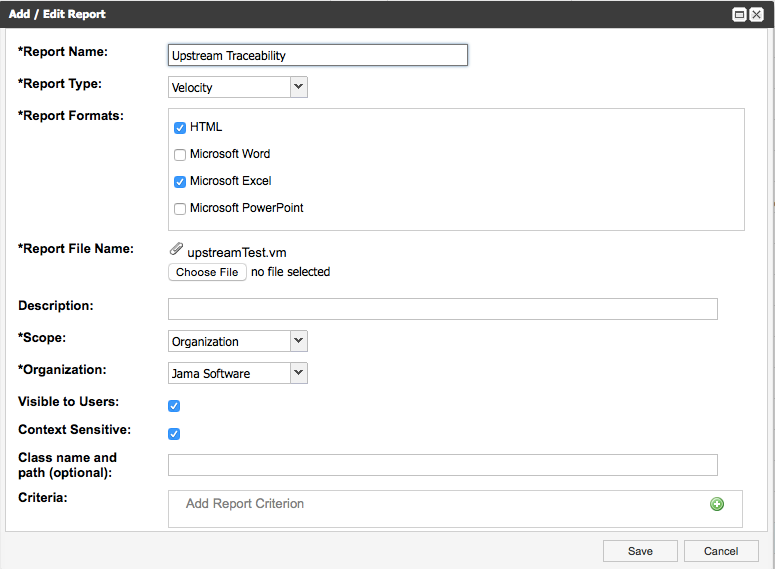 Add / Edit Report
*Report Name:
Upstream Traceability
*Report Type:
Velocity
*Report Formats:
HTML
Microsoft Word
Microsoft Excel
Microsoft PowerPoint
*Report File Name:
upstreamTest.vm
Choose File no file selected
Description:
*Scope:
Organization
*Organization:
Jama Software
Visible to Users:
Context Sensitive:
Class name and
path (optional):
Criteria:
Add Report Criterion
Save
Cancel